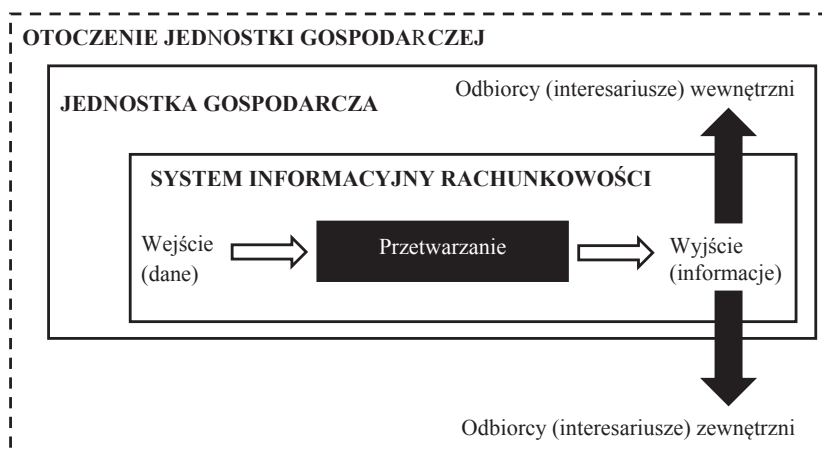 OTOCZENIE JEDNOSTKI GOSPODARCZEJ
Odbiorcy (interesariusze) wewnętrzni
JEDNOSTKA GOSPODARCZA
SYSTEM INFORMACYJNY RACHUNKOWOŚCI
Wejście
(dane)
Przetwarzanie
Wyjście
(informacje)
Odbiorcy (interesariusze) zewnętrzni